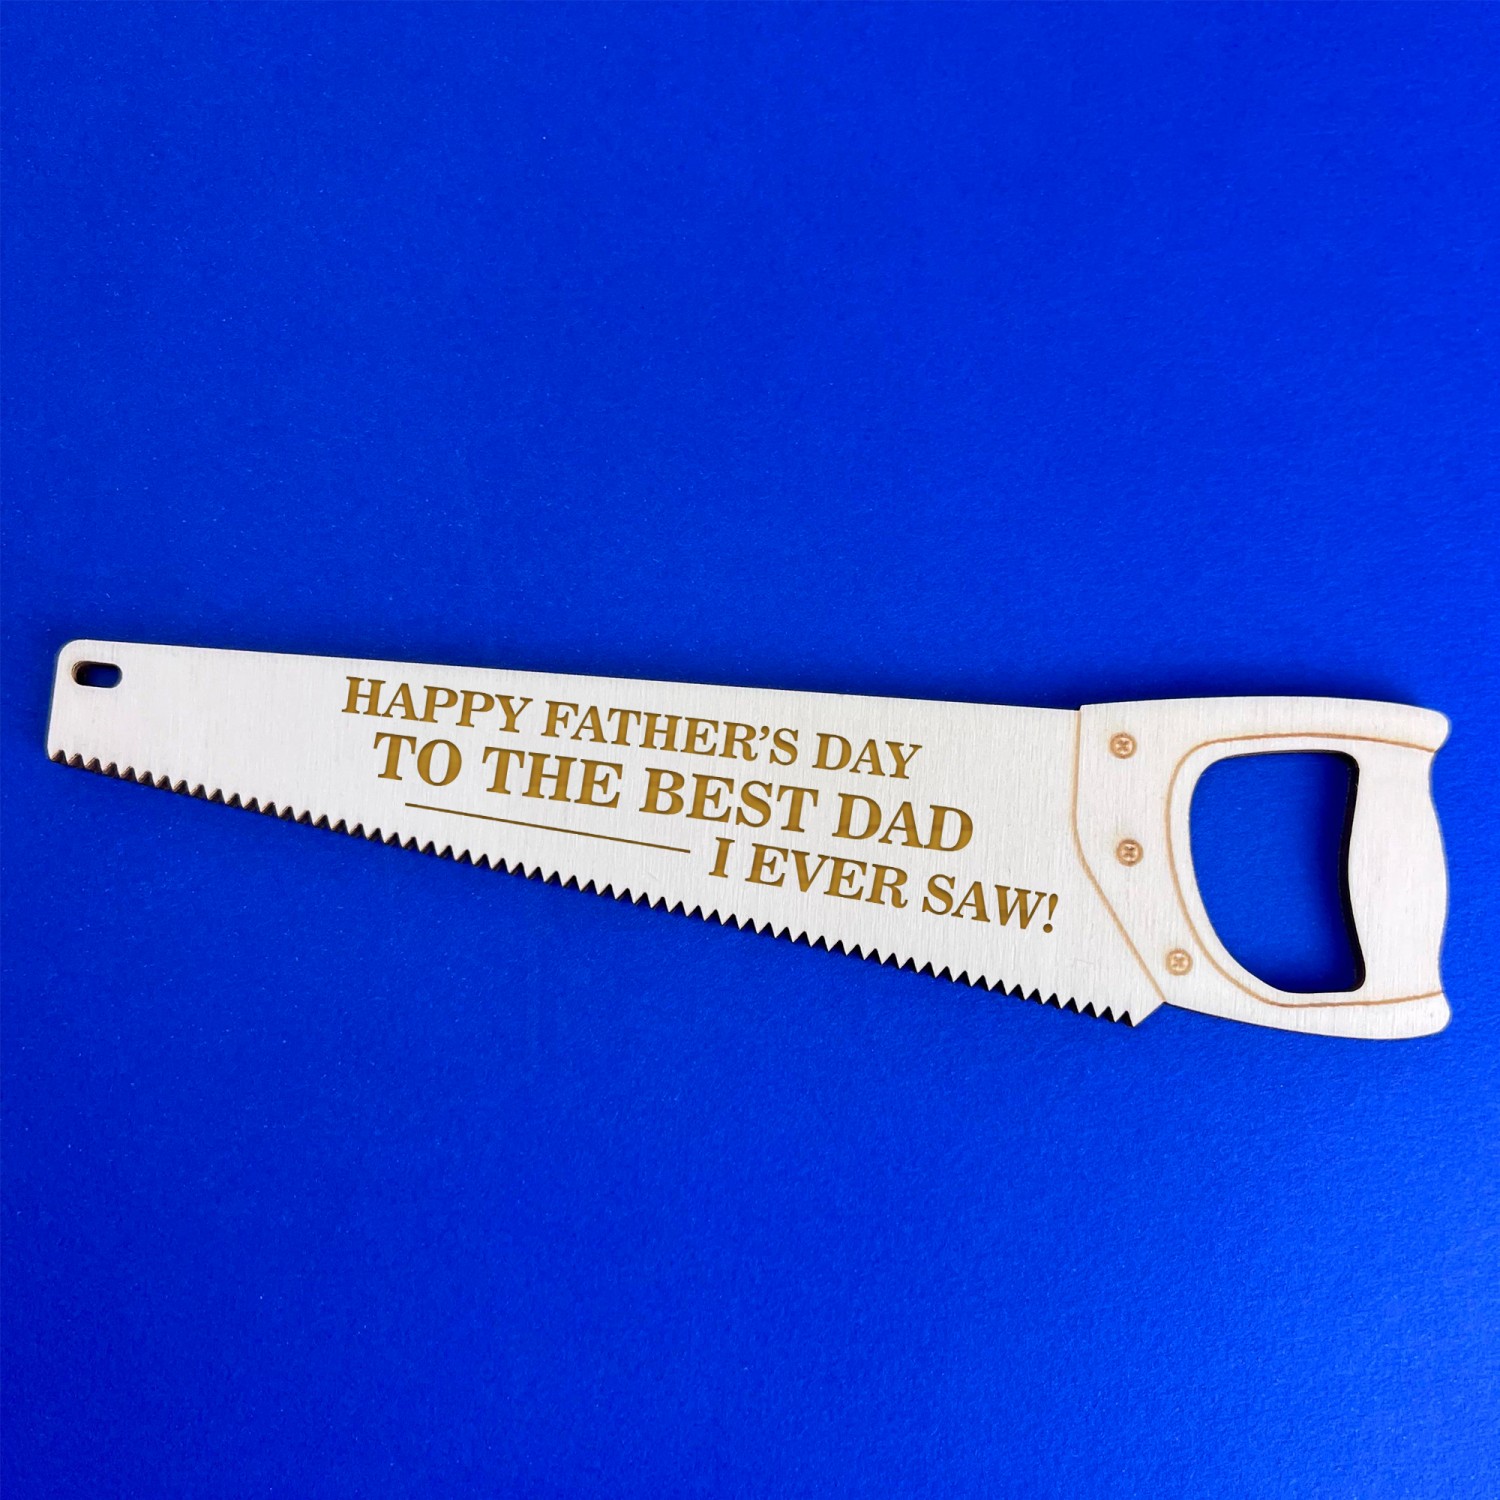 HAPPY FATHER’S DAY
TO THE BEST DAD
I EVER SAW!